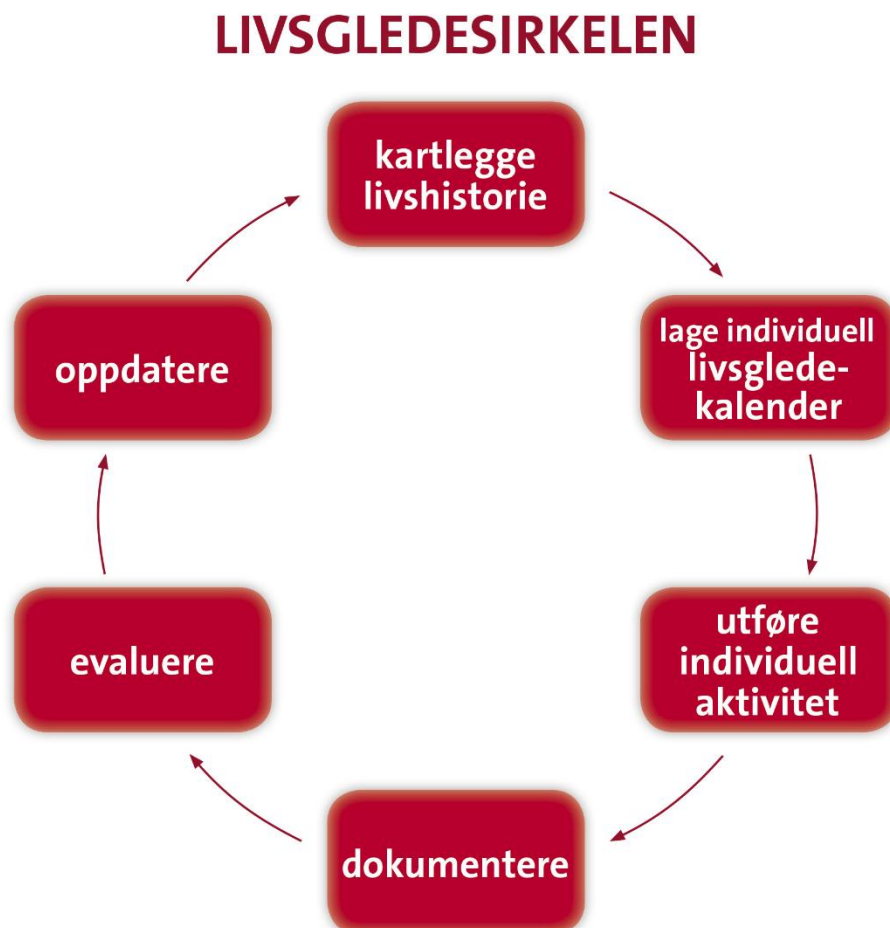 LIVSGLEDESIRKELEN
kartlegge
livshistorie
lage individuell
livsglede-
kalender
utføre
individuell
aktivitet
dokumentere
evaluere
oppdatere